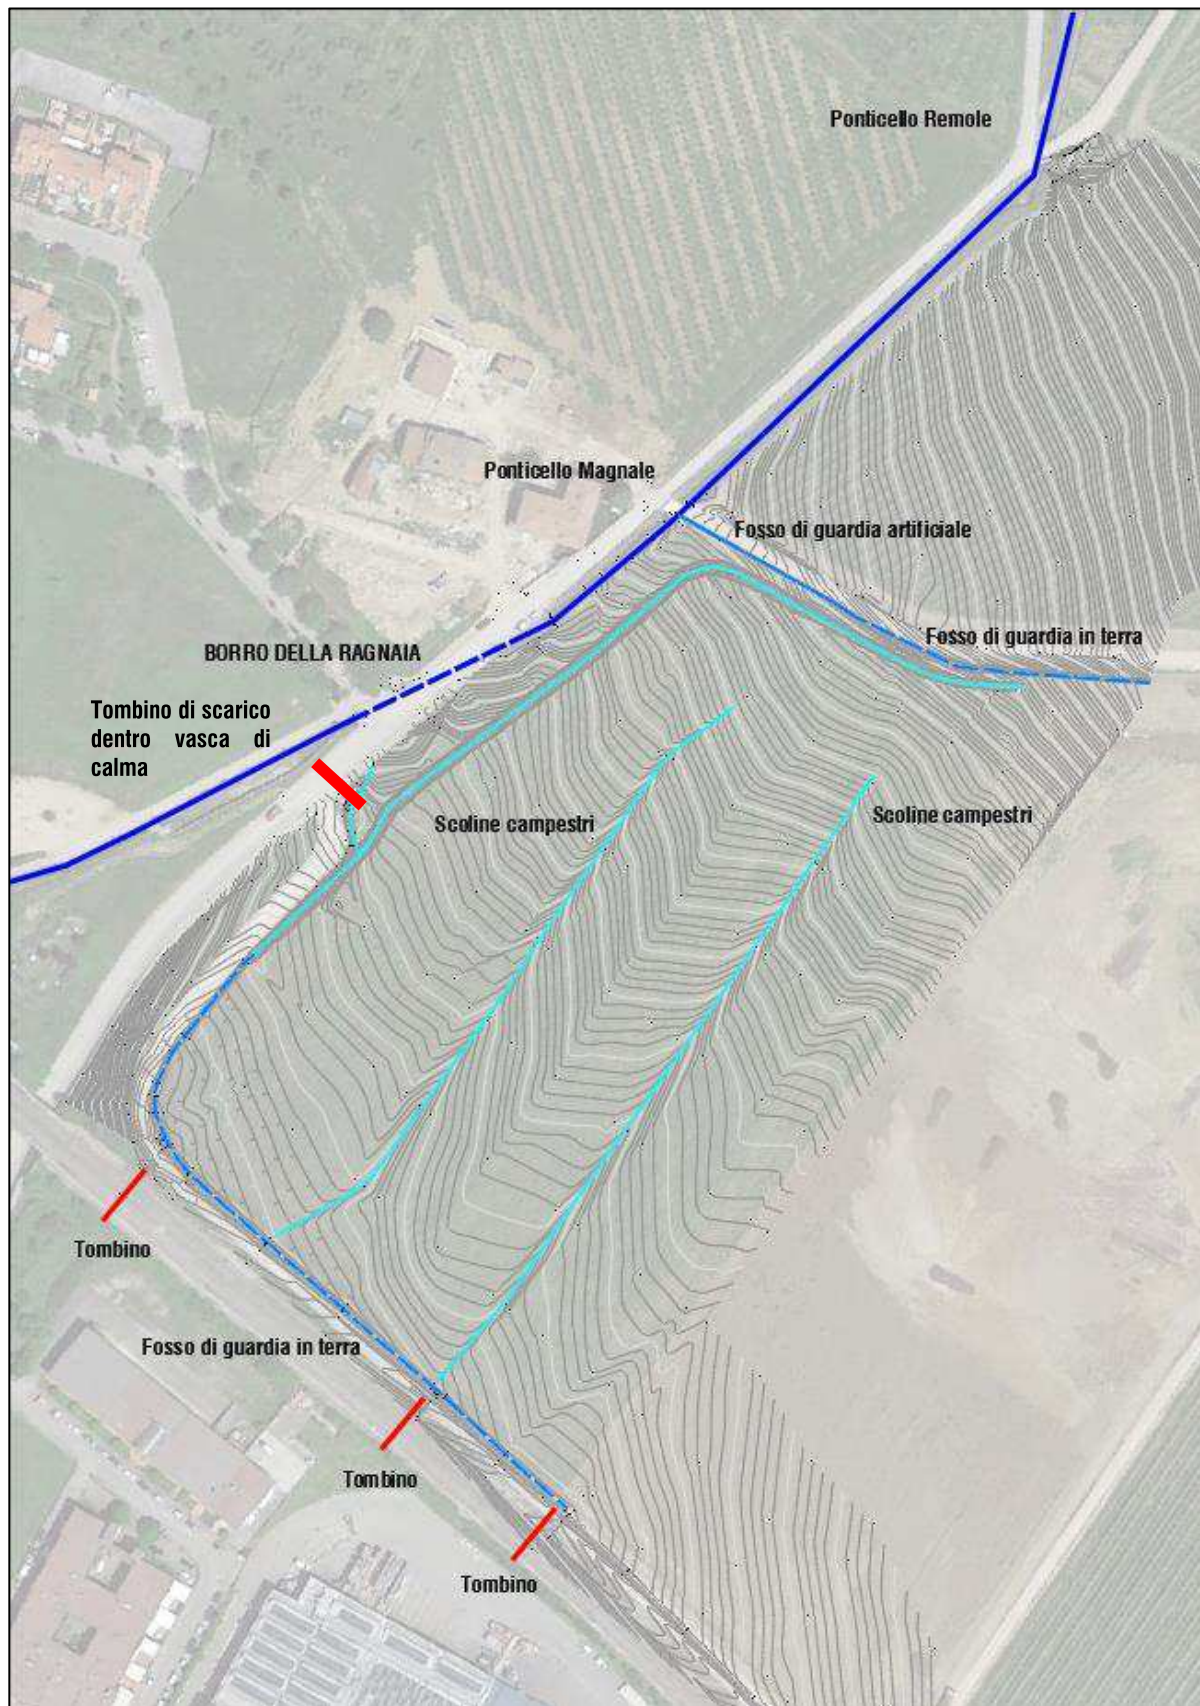 Ponticello Remole
Ponticello Magnale
Fosso di guardia artificiale
Fosso di guardia in terra
BORRO DELLA RAGNAIA
Tombino di scarico
dentro vasca di
calma
Scoline campestri
Scoline campestri
Tombino
Fosso di guardia in terra
Tombino
Tombino